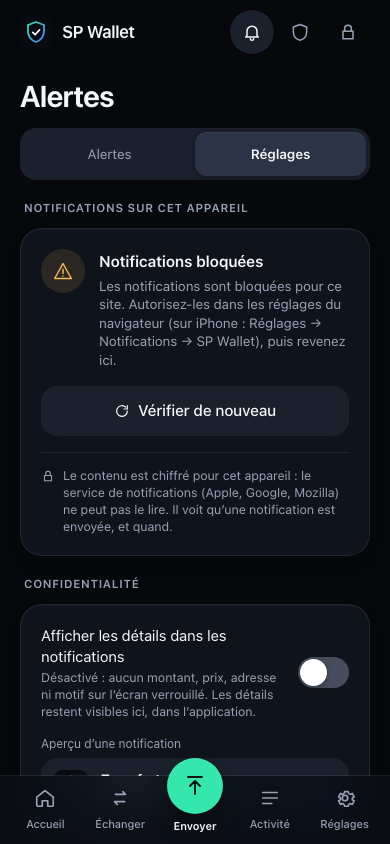 SP Wallet
Alertes
Alertes
Réglages
NOTIFICATIONS SUR CET APPAREIL
Notifications bloquées
Les notifications sont bloquées pour ce
site. Autorisez-les dans les réglages du
navigateur (sur iPhone : Réglages →
Notifications → SP Wallet), puis revenez
ici.
Vérifier de nouveau
Le contenu est chiffré pour cet appareil : le
service de notifications (Apple, Google, Mozilla)
ne peut pas le lire. Il voit qu’une notification est
envoyée, et quand.
CONFIDENTIALITÉ
Afficher les détails dans les
notifications
Désactivé : aucun montant, prix, adresse
ni motif sur l’écran verrouillé. Les détails
restent visibles ici, dans l’application.
Aperçu d’une notification
Accueil
Échanger
Envoyer
Activité
Réglages